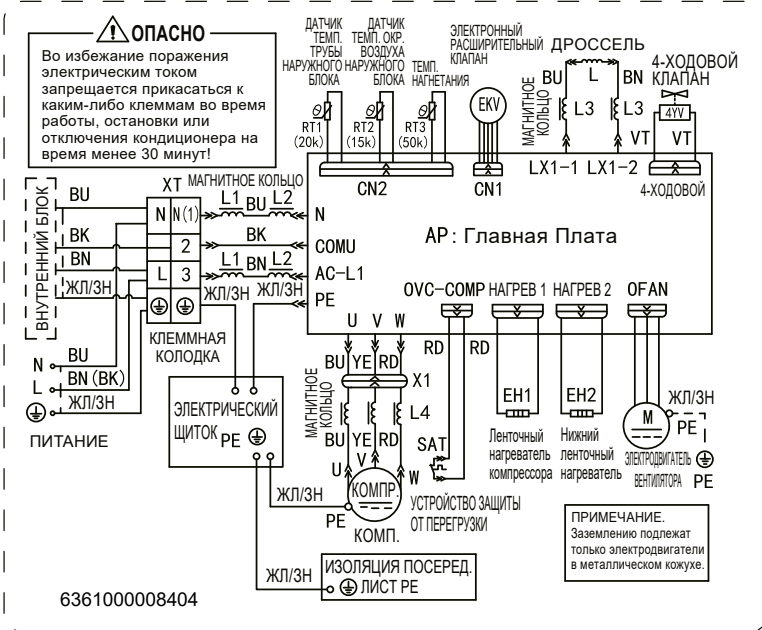 ОПАСНО
Во избежание поражения
электрическим током
запрещается прикасаться к
каким-либо клеммам во время
работы, остановки или
отключения кондиционера на
время менее 30 минут!
ДАТЧИК
ТЕМП.
ТРУБЫ
НАРУЖНОГО
БЛОКА
ДАТЧИК
ТЕМП. ОКР.
ВОЗДУХА
НАРУЖНОГО
БЛОКА
ТЕМП.
НАГНЕТАНИЯ
ЭЛЕКТРОННЫЙ
РАСШИРИТЕЛЬНЫЙ
КЛАПАН
ДРОССЕЛЬ
4-ХОДОВОЙ
КЛАПАН
BU
L
BN
МАГНИТНОЕ
КОЛЬЦО
L3
L3
EKV
4YV
θ
θ
θ
RT1
(20k)
RT2
(15k)
RT3
(50k)
VT
VT
CN2
CN1
LX1-1
LX1-2
4-ХОДОВОЙ
ВНУТРЕННИЙ БЛОК
XT
МАГНИТНОЕ КОЛЬЦО
BU
N
N(1)
L1
BU
L2
N
BK
2
BK
COMU
BN
L
3
L1
BN
L2
AC-L1
ЖЛ/ЗН
ЖЛ/ЗН
ЖЛ/ЗН
PE
AP: Главная Плата
КЛЕММНАЯ
КОЛОДКА
N
BU
L
BN(BK)
ЖЛ/ЗН
ПИТАНИЕ
OVC-COMP
НАГРЕВ 1
НАГРЕВ 2
OFAN
U
V
W
RD
RD
BU
YE
RD
X1
МАГНИТНОЕ
КОЛЬЦО
L4
BU
YE
RD
ЭЛЕКТРИЧЕСКИЙ
ЩИТОК PE
SAT
EH1
EH2
M
ЖЛ/ЗН
PE
Ленточный
нагреватель
компрессора
Нижний
ленточный
нагреватель
ЭЛЕКТРОДВИГАТЕЛЬ
ВЕНТИЛЯТОРА
PE
U
V
W
КОМПР.
ЖЛ/ЗН
PE
КОМП.
УСТРОЙСТВО ЗАЩИТЫ
ОТ ПЕРЕГРУЗКИ
ПРИМЕЧАНИЕ.
Заземлению подлежат
только электродвигатели
в металлическом кожухе.
ЖЛ/ЗН
ИЗОЛЯЦИЯ ПОСЕРЕД.
ЛИСТ PE
6361000008404